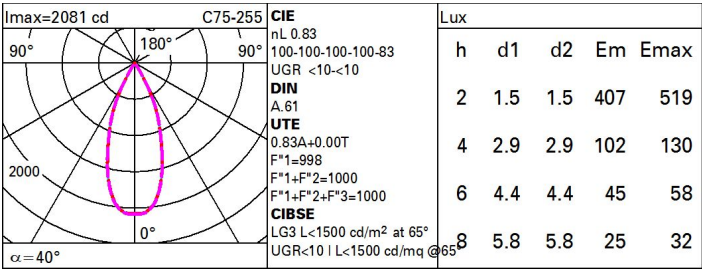 Imax=2081 cd C75-255
90° 180° 90°
2000
0°
α=40°
CIE
nL 0.83
100-100-100-100-83
UGR <10-<10
DIN
A.61
UTE
0.83A+0.00T
F"1=998
F"1+F"2=1000
F"1+F"2+F"3=1000
CIBSE
LG3 L<1500 cd/m² at 65°
UGR<10 | L<1500 cd/mq @65°
Lux
h d1 d2 Em Emax
2 1.5 1.5 407 519
4 2.9 2.9 102 130
6 4.4 4.4 45 58
8 5.8 5.8 25 32